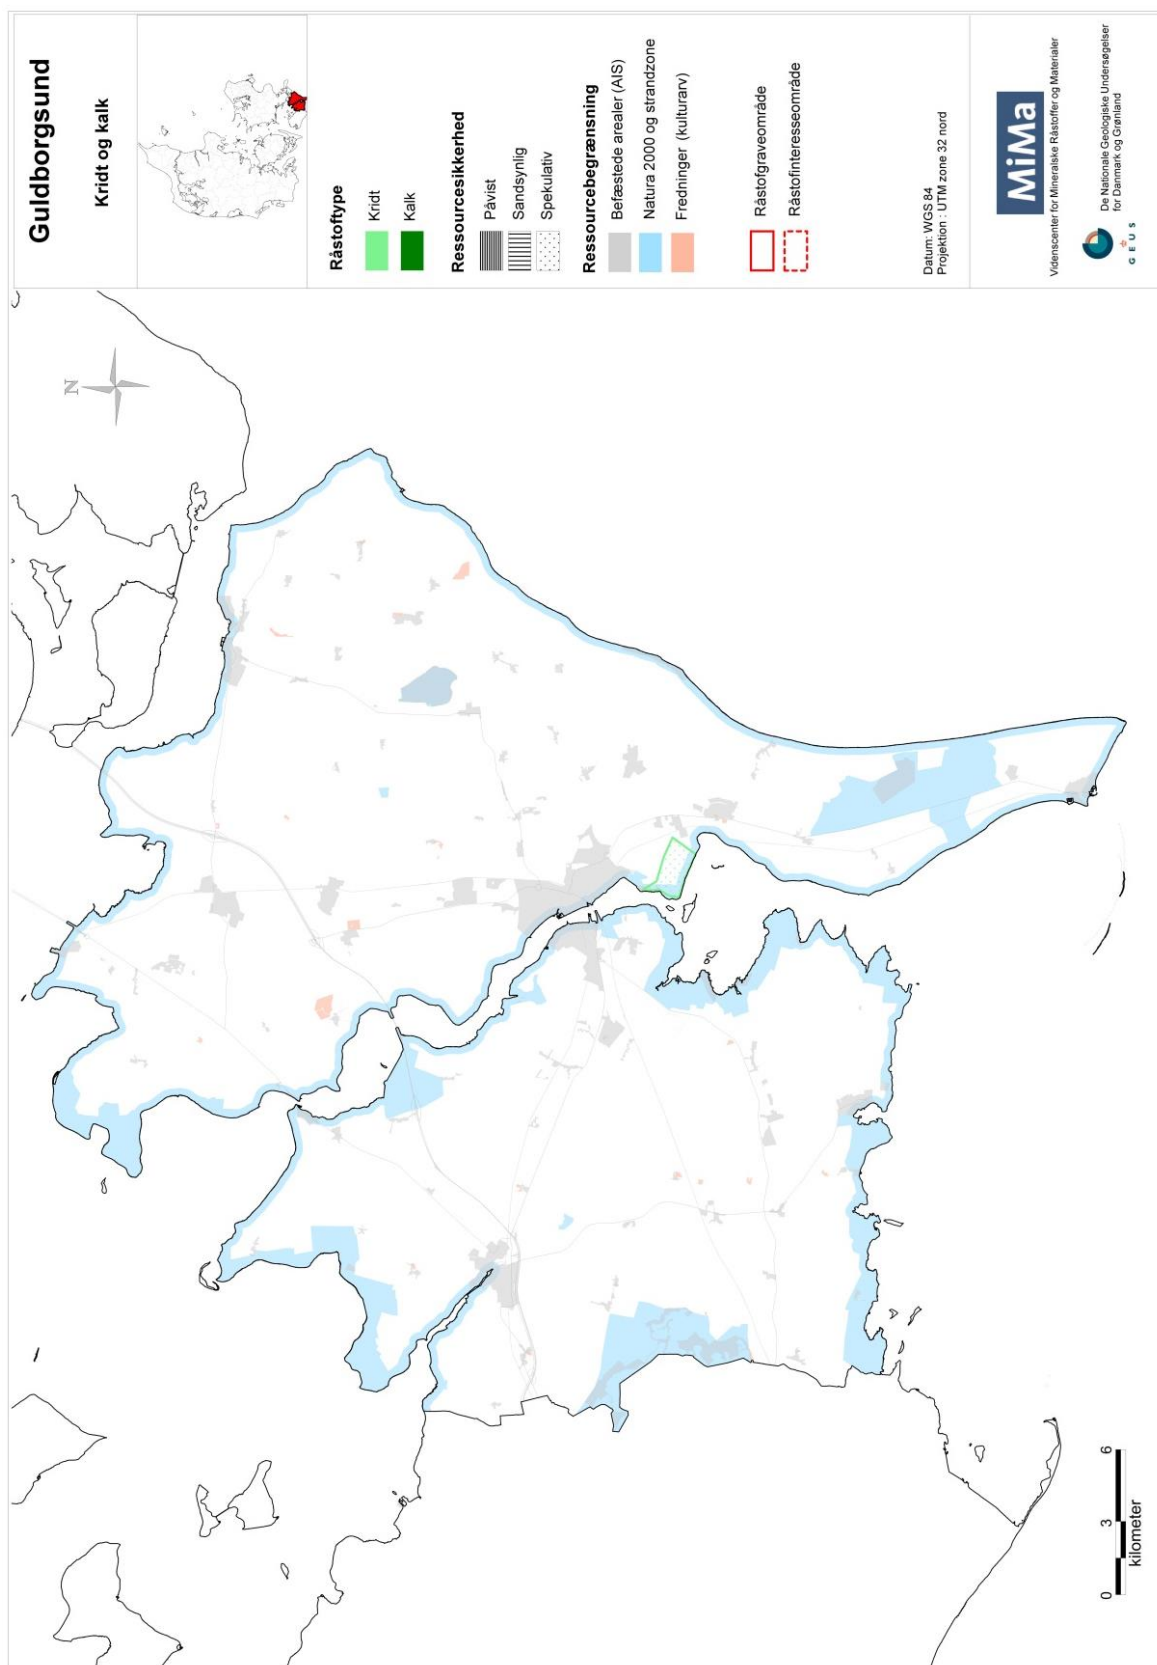 Guldborgsund
Kridt og kalk
Råstoftype
Kridt
Kalk
Ressourcesikkerhed
Påvist
Sandsynlig
Spekulativ
Ressourcebegrænsning
Befæstede arealer (AIS)
Natura 2000 og strandzone
Fredninger (kulturarv)
Råstofgraveområde
Råstofinteresseområde
Datum: WGS 84
Projektion : UTM zone 32 nord
MiMa
Videnscenter for Mineralske Råstoffer og Materialer
G E U S
De Nationale Geologiske Undersøgelser
for Danmark og Grønland
N
0 3 6
kilometer